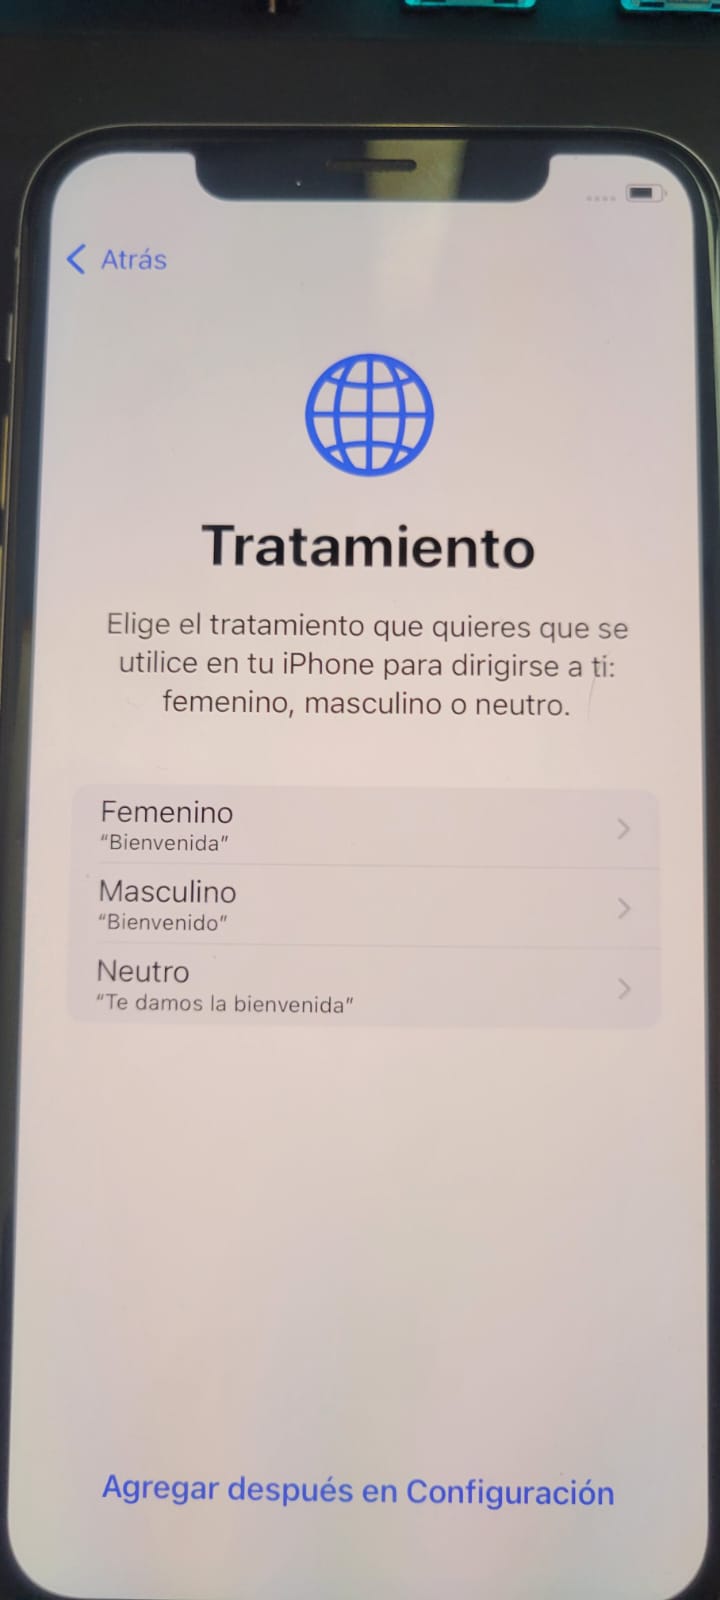 Atrás
Tratamiento
Elige el tratamiento que quieres que se
utilice en tu iPhone para dirigirse a ti:
femenino, masculino o neutro.
Femenino
“Bienvenida”
Masculino
“Bienvenido”
Neutro
“Te damos la bienvenida”
Agregar después en Configuración